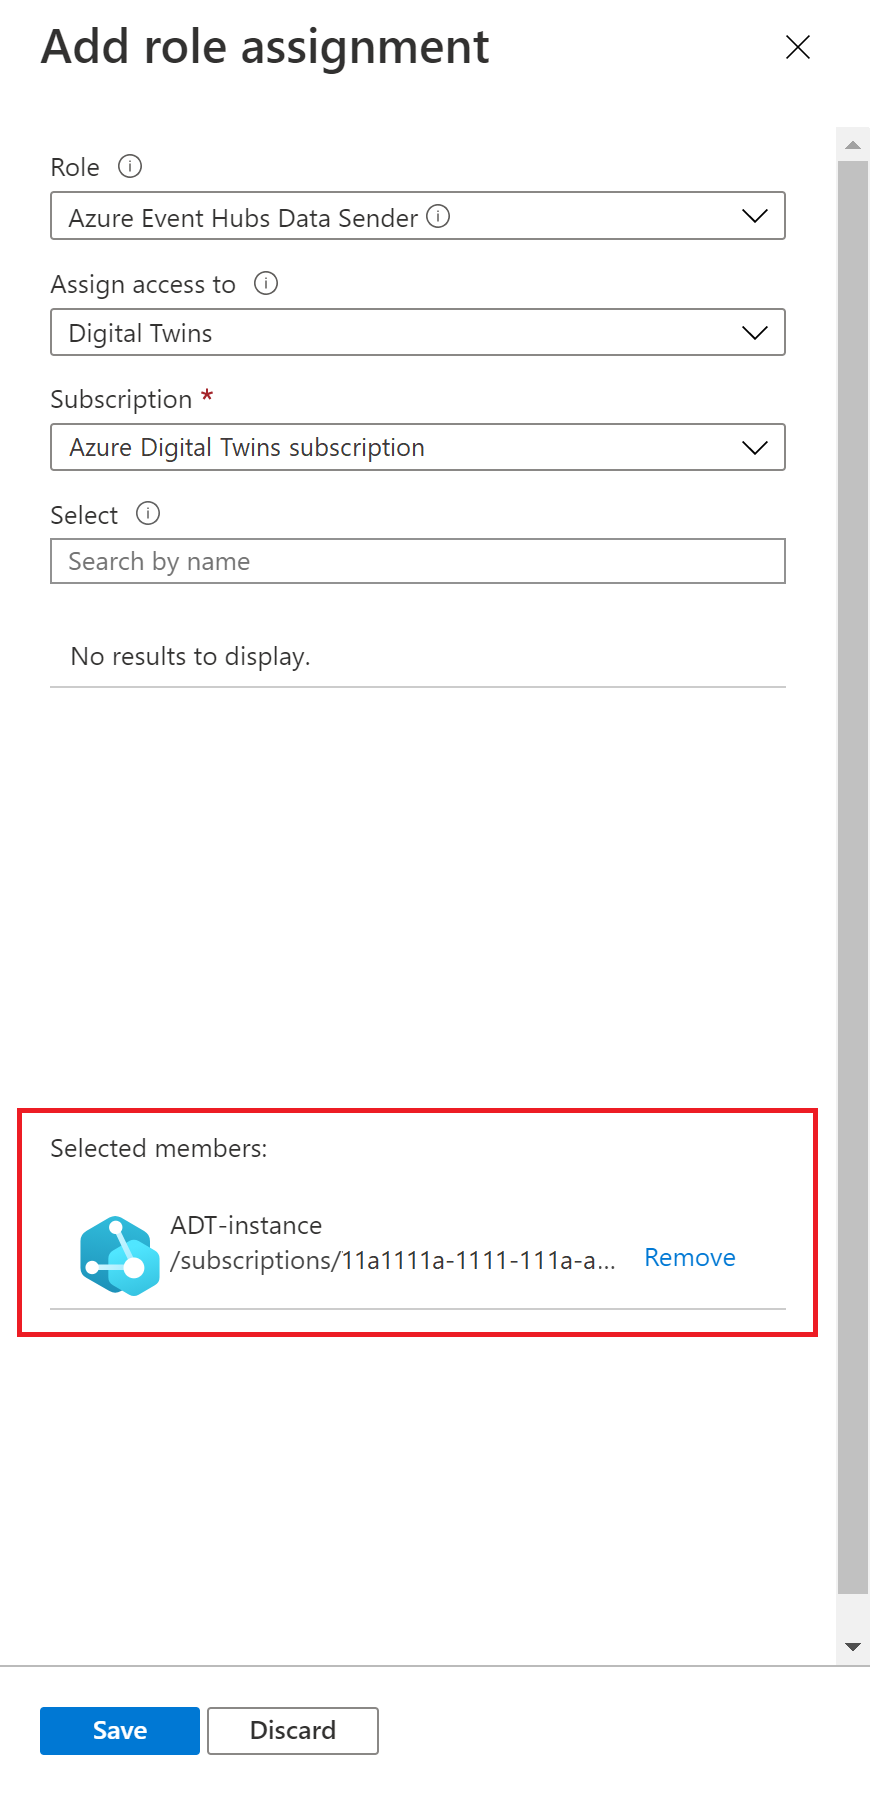 Add role assignment
Role
Azure Event Hubs Data Sender
Assign access to
Digital Twins
Subscription *
Azure Digital Twins subscription
Select
Search by name
No results to display.
Selected members:
ADT-instance
/subscriptions/11a1111a-1111-111a-a...
Remove
Save
Discard